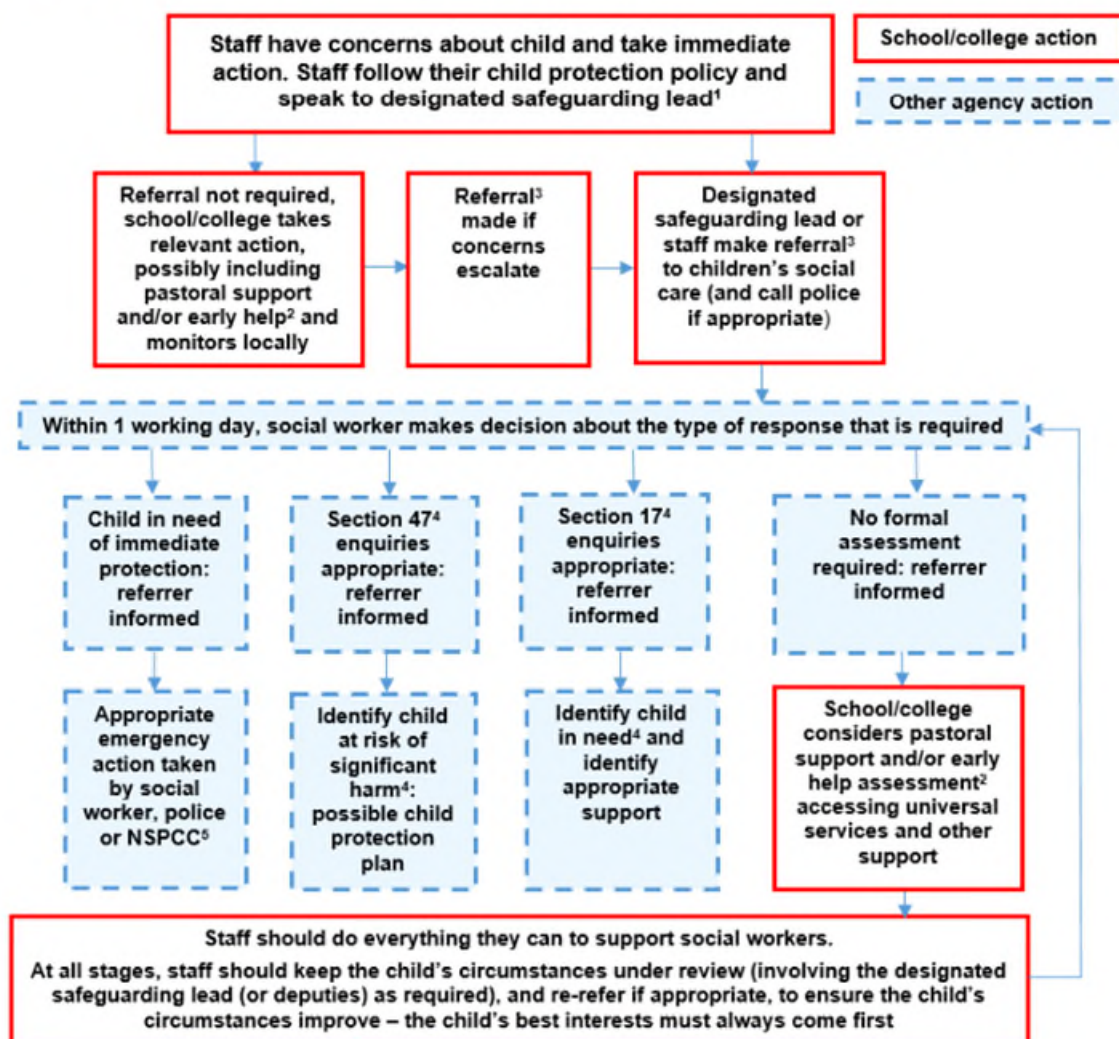 Staff have concerns about child and take immediate
action. Staff follow their child protection policy and
speak to designated safeguarding lead¹
School/college action
Other agency action
Referral not required,
school/college takes
relevant action,
possibly including
pastoral support
and/or early help² and
monitors locally
Referral³
made if
concerns
escalate
Designated
safeguarding lead or
staff make referral³
to children's social
care (and call police
if appropriate)
Within 1 working day, social worker makes decision about the type of response that is required
Child in need
of immediate
protection:
referrer
informed
Section 47⁴
enquiries
appropriate:
referrer
informed
Section 17⁴
enquiries
appropriate:
referrer
informed
No formal
assessment
required: referrer
informed
Appropriate
emergency
action taken
by social
worker, police
or NSPCC⁵
Identify child
at risk of
significant
harm⁴:
possible child
protection
plan
Identify child
in need⁴ and
identify
appropriate
support
School/college
considers pastoral
support and/or early
help assessment²
accessing universal
services and other
support
Staff should do everything they can to support social workers.
At all stages, staff should keep the child's circumstances under review (involving the designated
safeguarding lead (or deputies) as required), and re-refer if appropriate, to ensure the child's
circumstances improve – the child's best interests must always come first